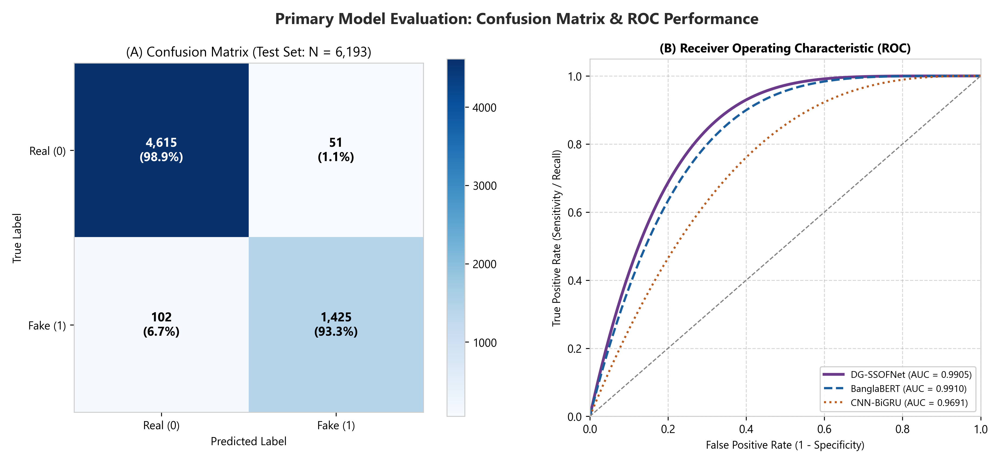 Primary Model Evaluation: Confusion Matrix & ROC Performance
(A) Confusion Matrix (Test Set: N = 6,193)
True Label
Real (0)
Fake (1)
4,615
(98.9%)
51
(1.1%)
102
(6.7%)
1,425
(93.3%)
Real (0)
Fake (1)
Predicted Label
4000
3000
2000
1000
(B) Receiver Operating Characteristic (ROC)
True Positive Rate (Sensitivity / Recall)
1.0
0.8
0.6
0.4
0.2
0.0
0.0
0.2
0.4
0.6
0.8
1.0
False Positive Rate (1 - Specificity)
DG-SSOFNet (AUC = 0.9905)
BanglaBERT (AUC = 0.9910)
CNN-BiGRU (AUC = 0.9691)